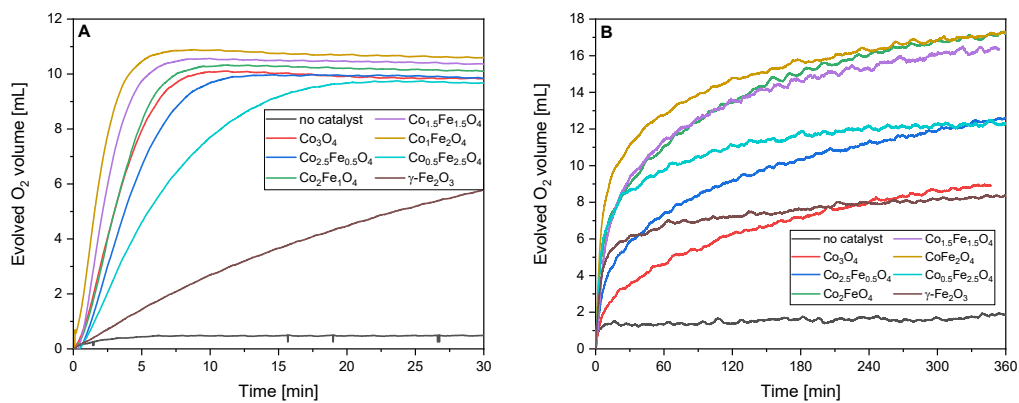 A
Evolved O₂ volume [mL]
12
10
8
6
4
2
0
no catalyst
Co₃O₄
Co₂.₅Fe₀.₅O₄
Co₂Fe₁O₄
Co₁.₅Fe₁.₅O₄
Co₁Fe₂O₄
Co₀.₅Fe₂.₅O₄
γ-Fe₂O₃
0 5 10 15 20 25 30
Time [min]
B
Evolved O₂ volume [mL]
18
16
14
12
10
8
6
4
2
0
no catalyst
Co₃O₄
Co₂.₅Fe₀.₅O₄
Co₂FeO₄
Co₁.₅Fe₁.₅O₄
CoFe₂O₄
Co₀.₅Fe₂.₅O₄
γ-Fe₂O₃
0 60 120 180 240 300 360
Time [min]